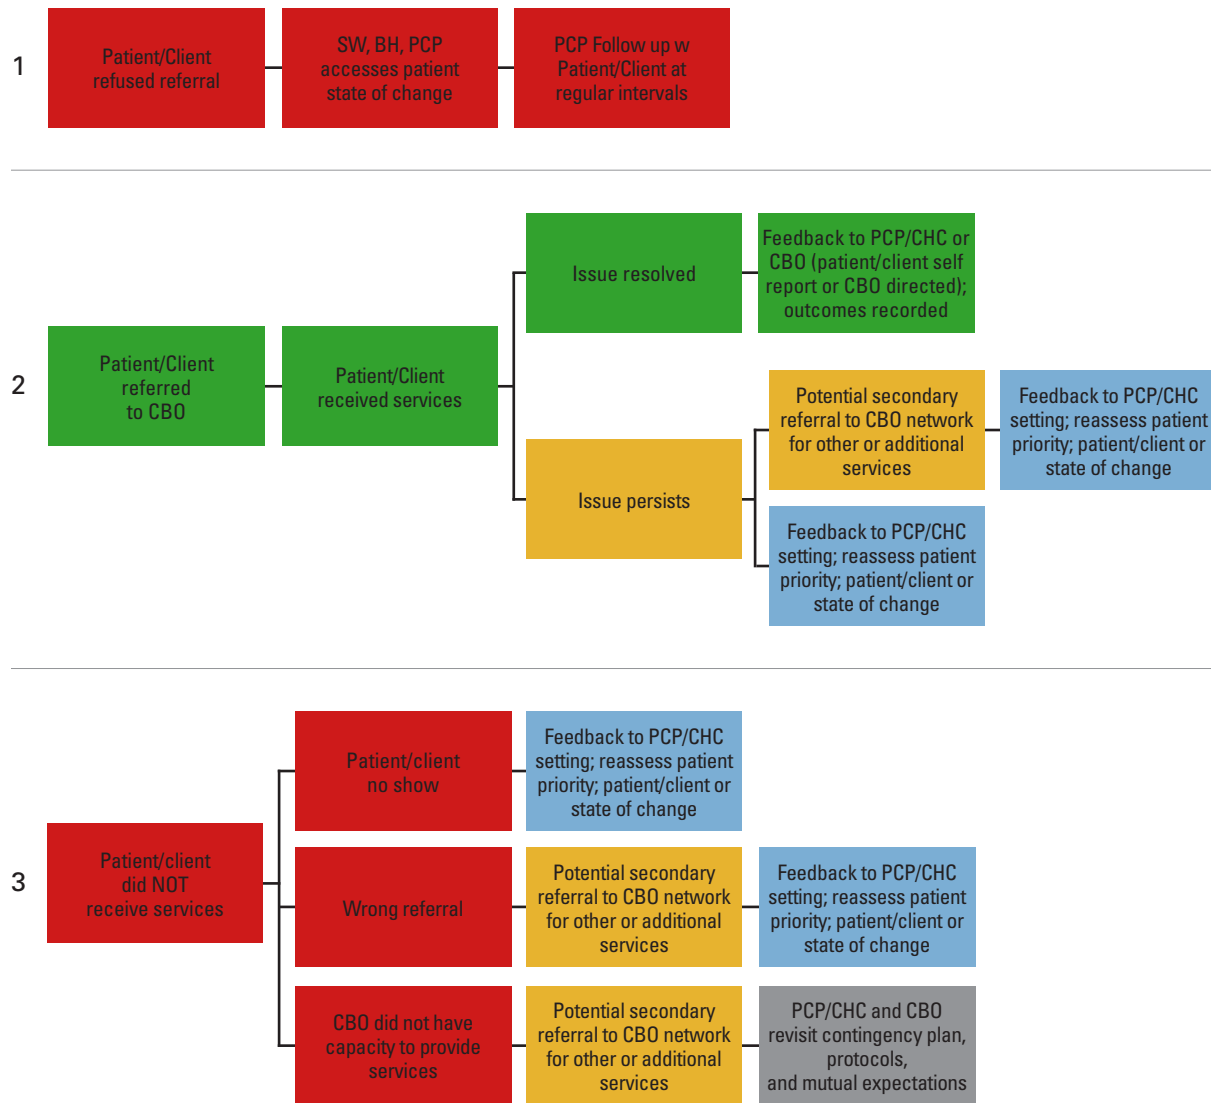 1
Patient/Client
refused referral
SW, BH, PCP
accesses patient
state of change
PCP Follow up w
Patient/Client at
regular intervals
2
Patient/Client
referred
to CBO
Patient/Client
received services
Issue resolved
Feedback to PCP/CHC or
CBO (patient/client self
report or CBO directed);
outcomes recorded
Issue persists
Potential secondary
referral to CBO network
for other or additional
services
Feedback to PCP/CHC
setting; reassess patient
priority; patient/client or
state of change
Feedback to PCP/CHC
setting; reassess patient
priority; patient/client or
state of change
3
Patient/client
did NOT
receive services
Patient/client
no show
Feedback to PCP/CHC
setting; reassess patient
priority; patient/client or
state of change
Wrong referral
Potential secondary
referral to CBO network
for other or additional
services
Feedback to PCP/CHC
setting; reassess patient
priority; patient/client or
state of change
CBO did not have
capacity to provide
services
Potential secondary
referral to CBO network
for other or additional
services
PCP/CHC and CBO
revisit contingency plan,
protocols,
and mutual expectations